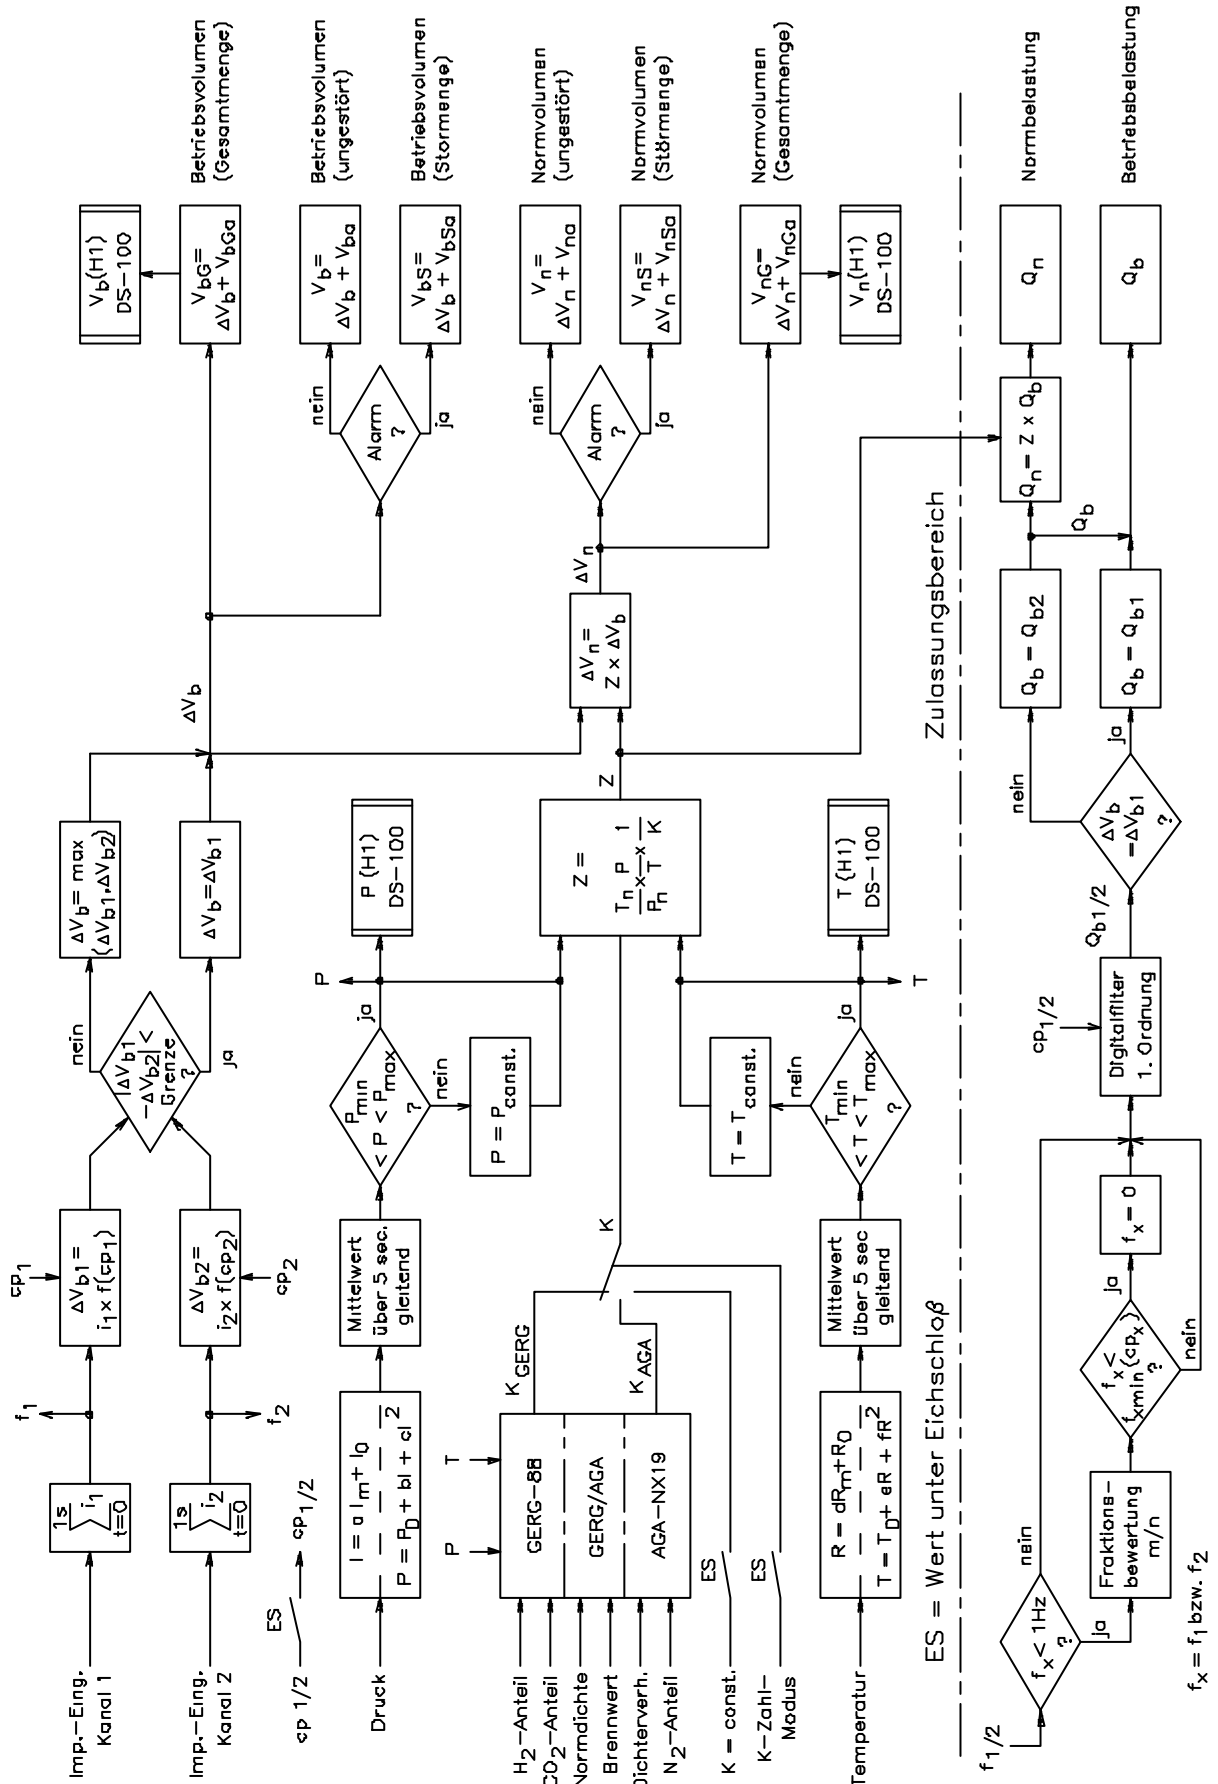 Imp.-Eing.
Kanal 1
1s
∑ i1
t=0
f1
cp1
ΔVb1=
i1 x f(cp1)
Imp.-Eing.
Kanal 2
1s
∑ i2
t=0
f2
cp2
ΔVb2=
i2 x f(cp2)
|ΔVb1
-ΔVb2| <
Grenze
?
nein
ja
ΔVb= max
(ΔVb1,ΔVb2)
ΔVb=ΔVb1
ΔVb
Vb(H1)
DS-100
VbG=
ΔVb + VbGa
Betriebsvolumen
(Gesamtmenge)
Alarm
?
nein
ja
Vb=
ΔVb + Vba
Betriebsvolumen
(ungestört)
VbS=
ΔVb + VbSa
Betriebsvolumen
(Stormenge)
cp 1/2
ES
cp1/2
Druck
I = a Im + I0
P = P0 + bI + cI2
Mittelwert
über 5 sec.
gleitend
Pmin
< P < Pmax
?
ja
nein
P = Pconst.
P
P (H1)
DS-100
H2-Anteil
CO2-Anteil
Normdichte
Brennwert
Dichteverh.
N2-Anteil
P
T
GERG-88
GERG/AGA
AGA-NX19
KGERG
KAGA
K
K = const.
ES
K-Zahl-
Modus
ES
Z =
Tn/Pn x P/T x 1/K
Z
ΔVn=
Z x ΔVb
ΔVn
Alarm
?
nein
ja
Vn=
ΔVn + Vna
Normvolumen
(ungestört)
VnS=
ΔVn + VnSa
Normvolumen
(Störmenge)
VnG=
ΔVn + VnGa
Normvolumen
(Gesamtmenge)
Vn(H1)
DS-100
Temperatur
R = dRm+R0
T = T0+ eR + fR2
Mittelwert
über 5 sec
gleitend
Tmin
< T < Tmax
?
ja
nein
T = Tconst.
T
T (H1)
DS-100
ES = Wert unter Eichschloß
Zulassungsbereich
f1/2
fx < 1Hz
?
nein
ja
Fraktions-
bewertung
m/n
fx <
fxmin(cpx)
?
ja
nein
fx = 0
cp1/2
Digitalfilter
1. Ordnung
Qb1/2
ΔVb
=ΔVb1
?
nein
ja
Qb = Qb2
Qb = Qb1
Qb
Qn = Z x Qb
Qn
Normbelastung
Qb
Betriebsbelastung
fx = f1 bzw. f2